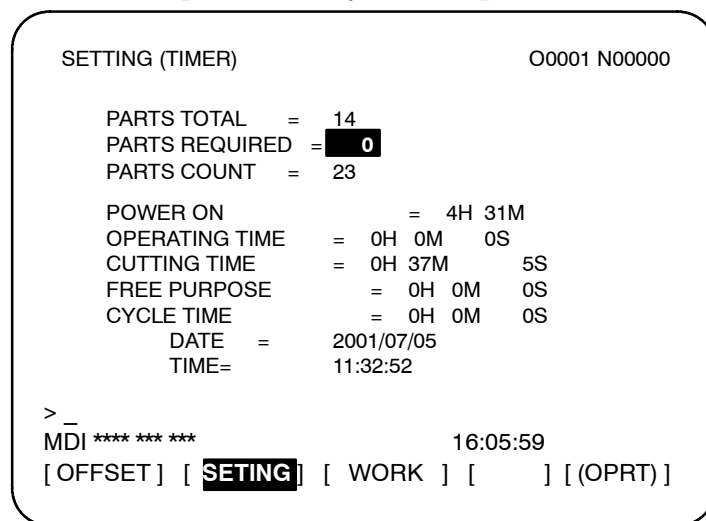 SETTING (TIMER) O0001 N00000
PARTS TOTAL = 14
PARTS REQUIRED = 0
PARTS COUNT = 23
POWER ON = 4H 31M
OPERATING TIME = 0H 0M 0S
CUTTING TIME = 0H 37M 5S
FREE PURPOSE = 0H 0M 0S
CYCLE TIME = 0H 0M 0S
DATE = 2001/07/05
TIME= 11:32:52
> _
MDI **** *** *** 16:05:59
[ OFFSET ] [ SETING ] [ WORK ] [ ] [ (OPRT) ]